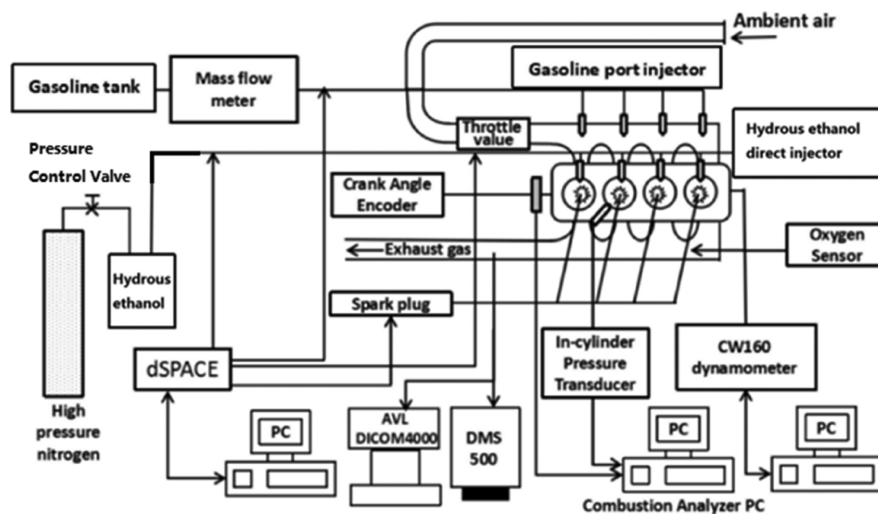 Ambient air
Gasoline tank
Mass flow
meter
Gasoline port injector
Throttle
value
Hydrous ethanol
direct injector
Pressure
Control Valve
Crank Angle
Encoder
Exhaust gas
Oxygen
Sensor
Hydrous
ethanol
Spark plug
dSPACE
In-cylinder
Pressure
Transducer
CW160
dynamometer
High
pressure
nitrogen
PC
AVL
DICOM4000
DMS
500
PC
PC
Combustion Analyzer PC